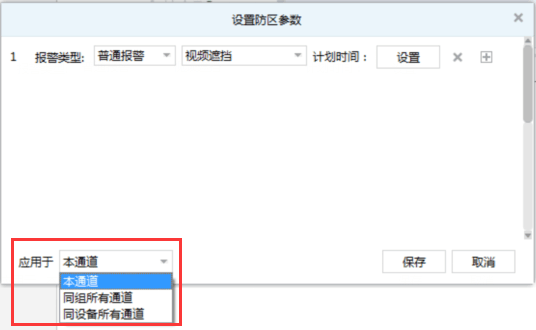 设置防区参数
1 报警类型: 普通报警 视频遮挡 计划时间: 设置
应用于 本通道 保存 取消
本通道
同组所有通道
同设备所有通道